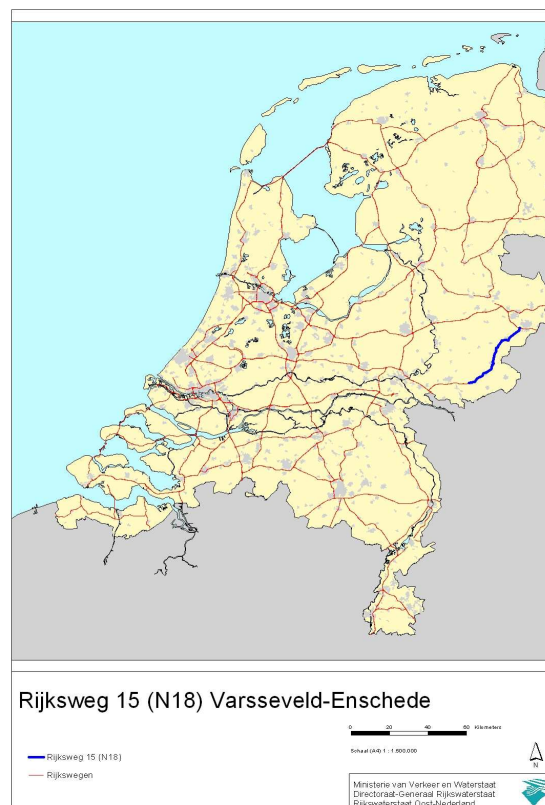 Rijksweg 15 (N18) Varsseveld-Enschede
0 20 40 60 Kilometers
Schaal (A4) 1 : 1.600.000
Rijksweg 15 (N18)
Rijkswegen
N
Ministerie van Verkeer en Waterstaat
Directoraat-Generaal Rijkswaterstaat
Rijkswaterstaat Oost-Nederland